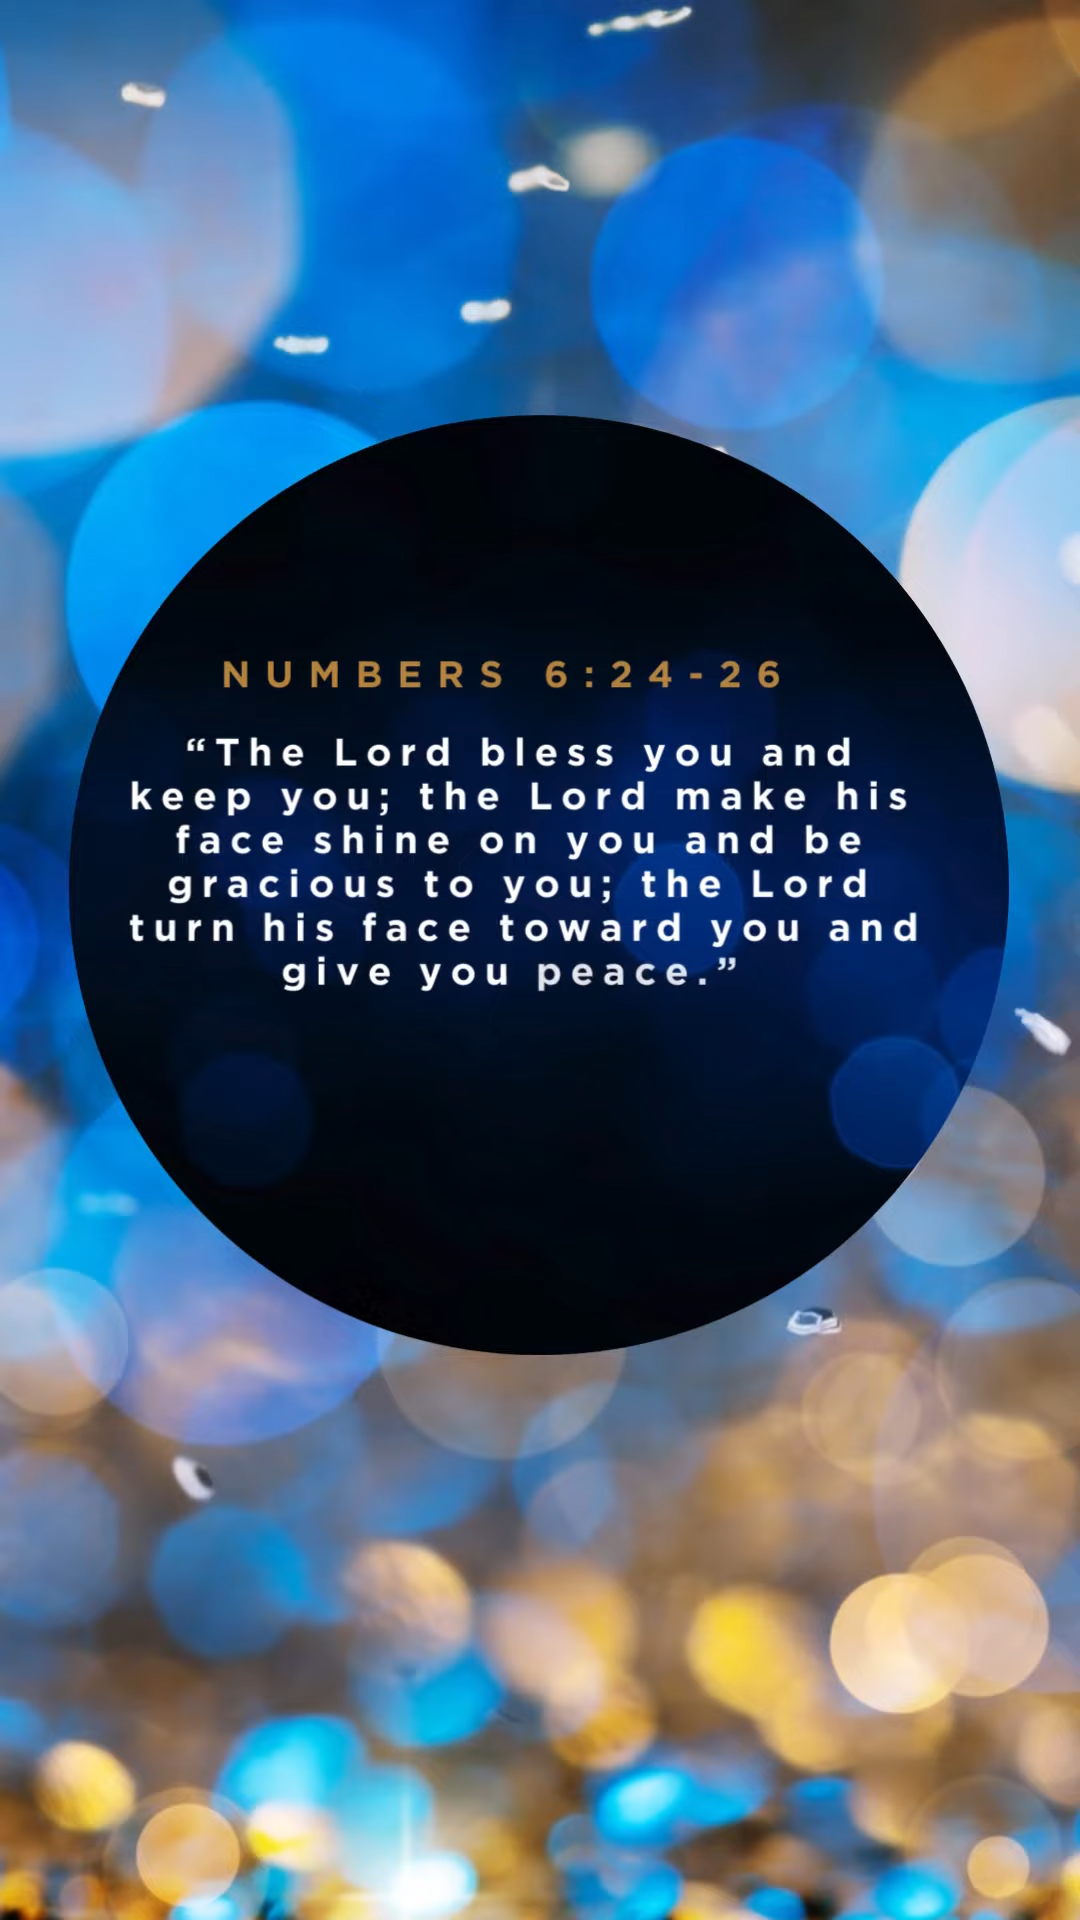 NUMBERS 6:24-26
“The Lord bless you and
keep you; the Lord make his
face shine on you and be
gracious to you; the Lord
turn his face toward you and
give you peace.”